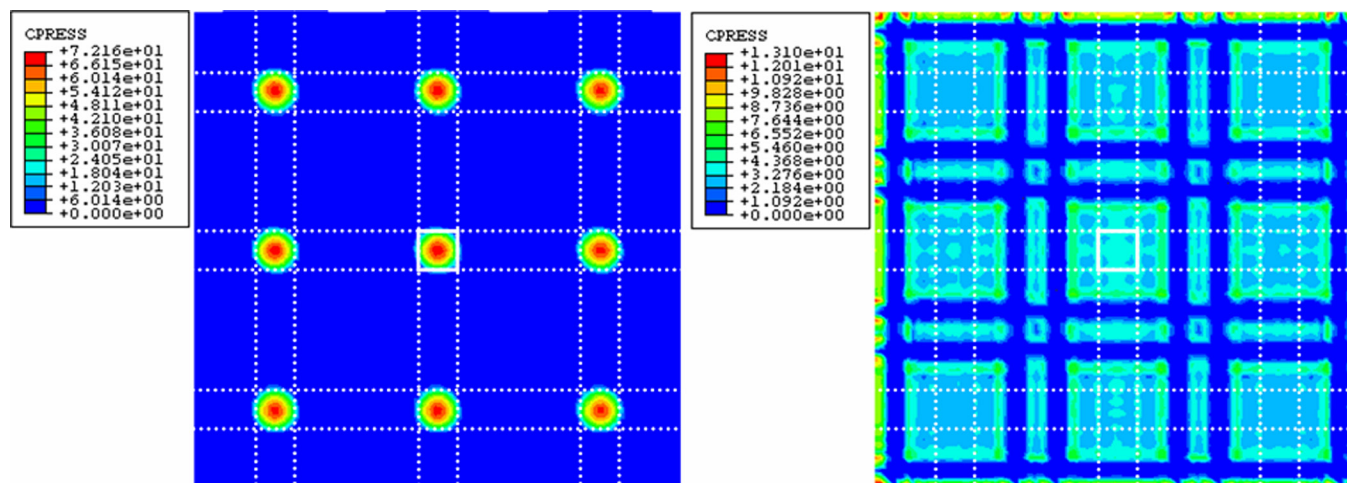 CPRESS
+7.216e+01
+6.615e+01
+6.014e+01
+5.412e+01
+4.811e+01
+4.210e+01
+3.608e+01
+3.007e+01
+2.405e+01
+1.804e+01
+1.203e+01
+6.014e+00
+0.000e+00
CPRESS
+1.310e+01
+1.201e+01
+1.092e+01
+9.828e+00
+8.736e+00
+7.644e+00
+6.552e+00
+5.460e+00
+4.368e+00
+3.276e+00
+2.184e+00
+1.092e+00
+0.000e+00